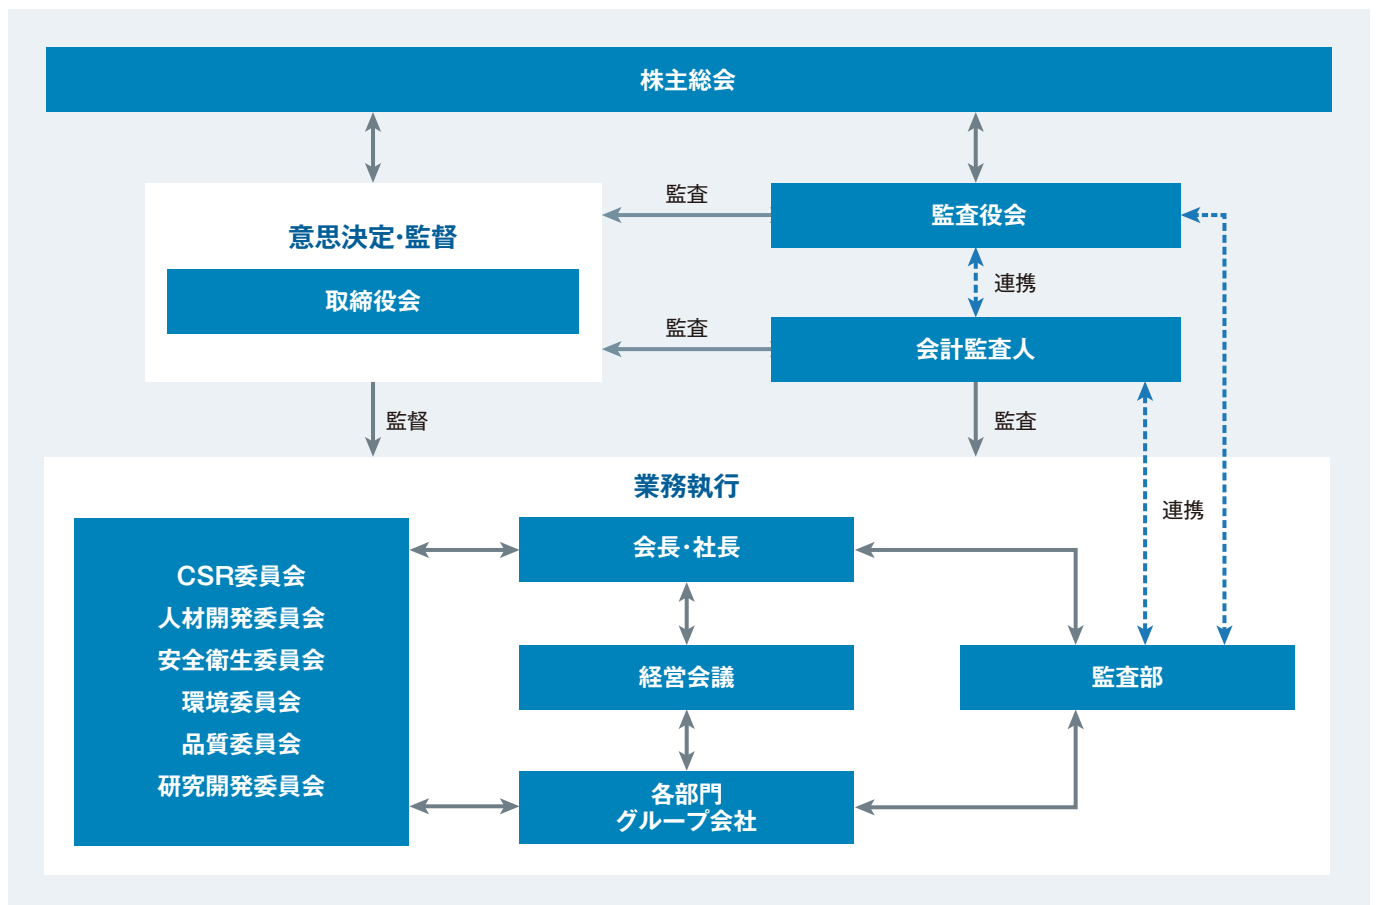 株主総会
監査
監査役会
意思決定・監督
取締役会
連携
監査
会計監査人
監督
監査
業務執行
連携
会長・社長
CSR委員会
人材開発委員会
安全衛生委員会
環境委員会
品質委員会
研究開発委員会
経営会議
監査部
各部門
グループ会社